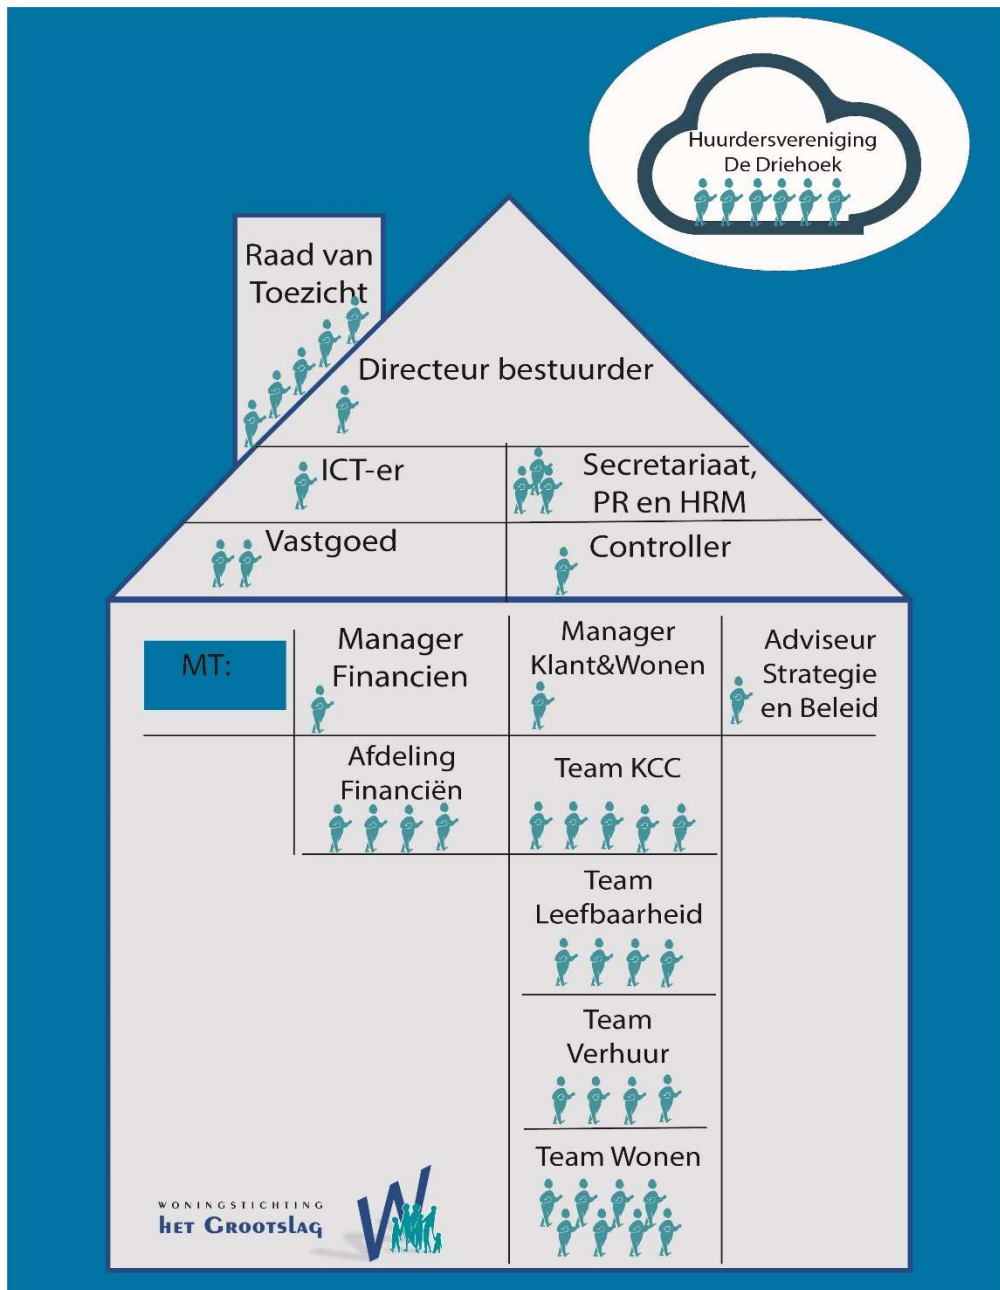 Huurdersvereniging
De Driehoek
Raad van
Toezicht
Directeur bestuurder
ICT-er
Secretariaat,
PR en HRM
Vastgoed
Controller
MT:
Manager
Financien
Manager
Klant&Wonen
Adviseur
Strategie
en Beleid
Afdeling
Financiën
Team KCC
Team
Leefbaarheid
Team
Verhuur
Team Wonen
WONINGSTICHTING
HET GROOTSLAG
W